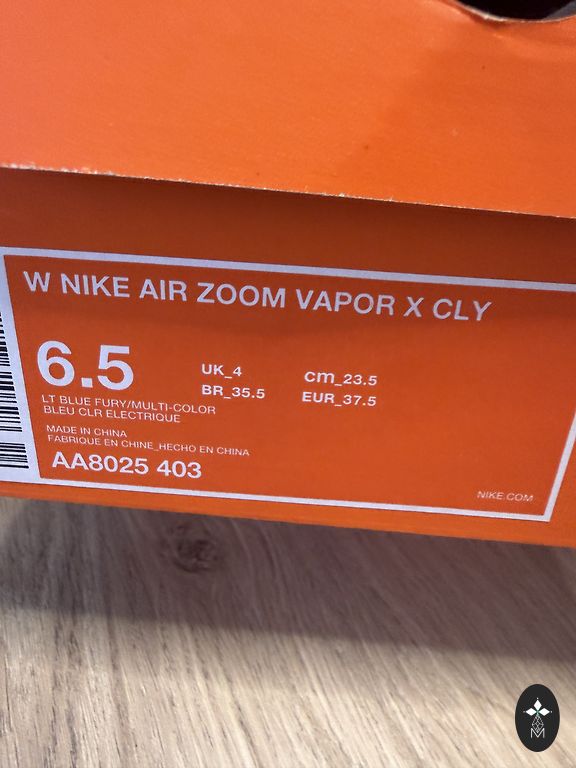 W NIKE AIR ZOOM VAPOR X CLY
6.5
UK_4
cm_23.5
BR_35.5
EUR_37.5
LT BLUE FURY/MULTI-COLOR
BLEU CLR ELECTRIQUE
MADE IN CHINA
FABRIQUE EN CHINE_HECHO EN CHINA
AA8025 403
NIKE.COM
M